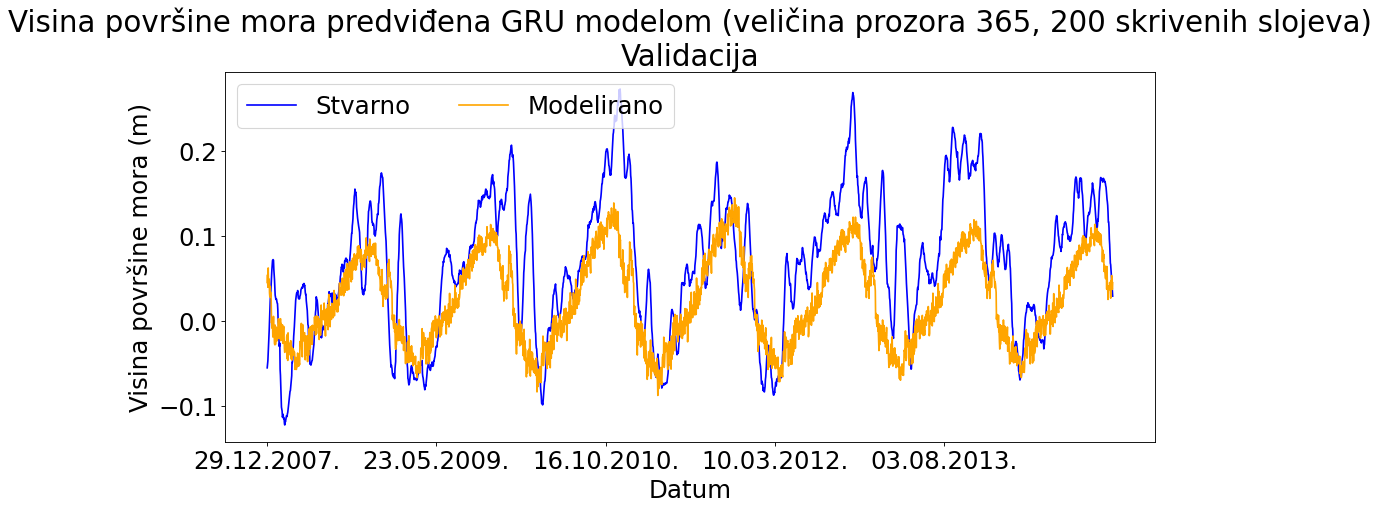 Visina površine mora predviđena GRU modelom (veličina prozora 365, 200 skrivenih slojeva)
Validacija
Stvarno
Modelirano
Visina površine mora (m)
0.2
0.1
0.0
−0.1
29.12.2007.
23.05.2009.
16.10.2010.
10.03.2012.
03.08.2013.
Datum